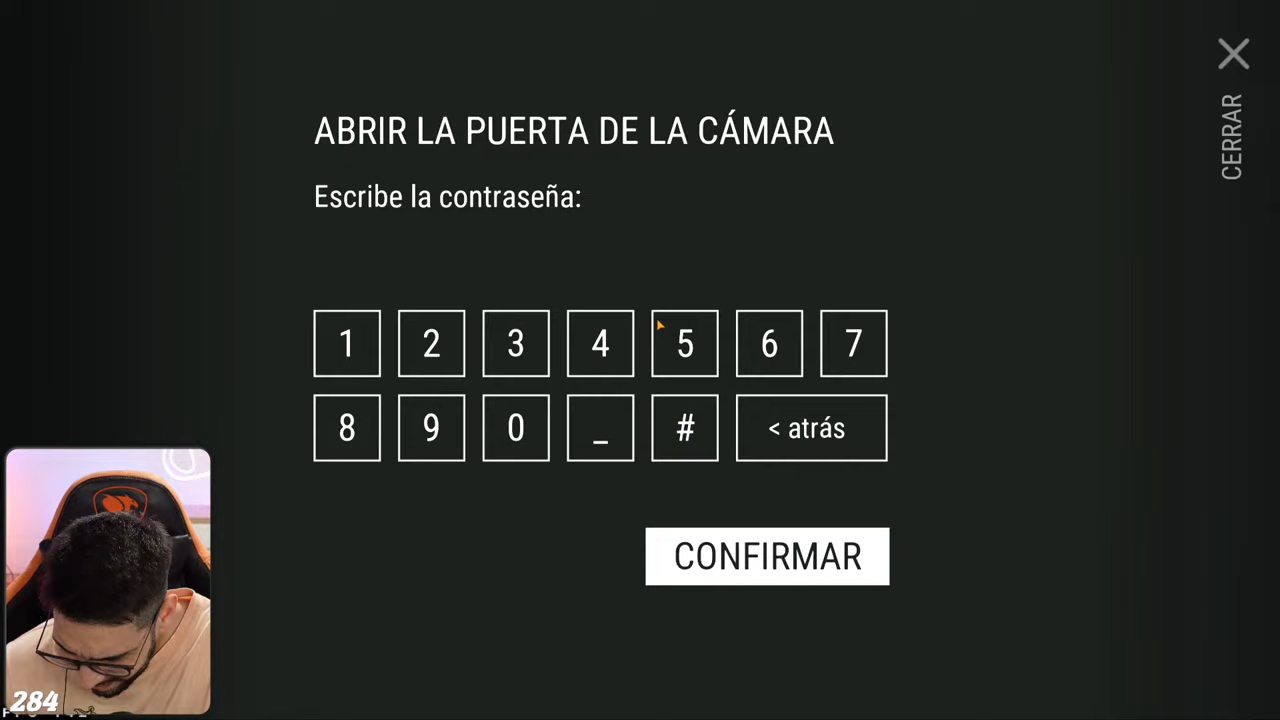 ABRIR LA PUERTA DE LA CÁMARA
CERRAR
Escribe la contraseña:
1 2 3 4 5 6 7
8 9 0 _ # < atrás
CONFIRMAR
284